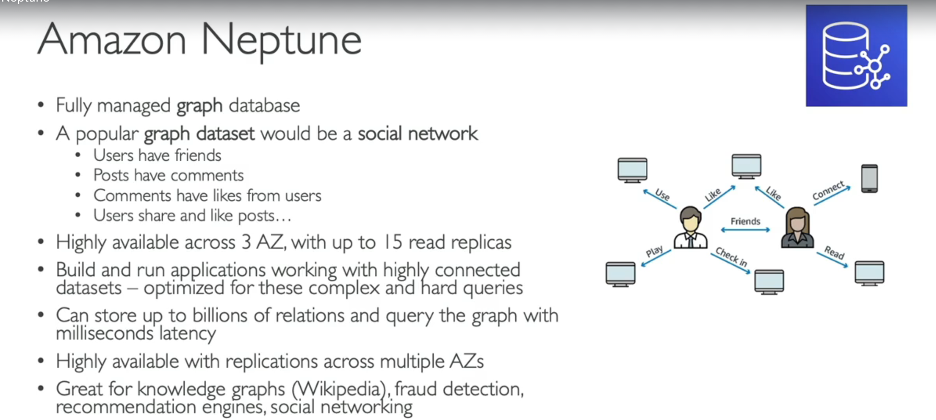 Neptune
Amazon Neptune
• Fully managed graph database
• A popular graph dataset would be a social network
• Users have friends
• Posts have comments
• Comments have likes from users
• Users share and like posts…
• Highly available across 3 AZ, with up to 15 read replicas
• Build and run applications working with highly connected
datasets – optimized for these complex and hard queries
• Can store up to billions of relations and query the graph with
milliseconds latency
• Highly available with replications across multiple AZs
• Great for knowledge graphs (Wikipedia), fraud detection,
recommendation engines, social networking
Use
Like
Like
Connect
Friends
Play
Check in
Read